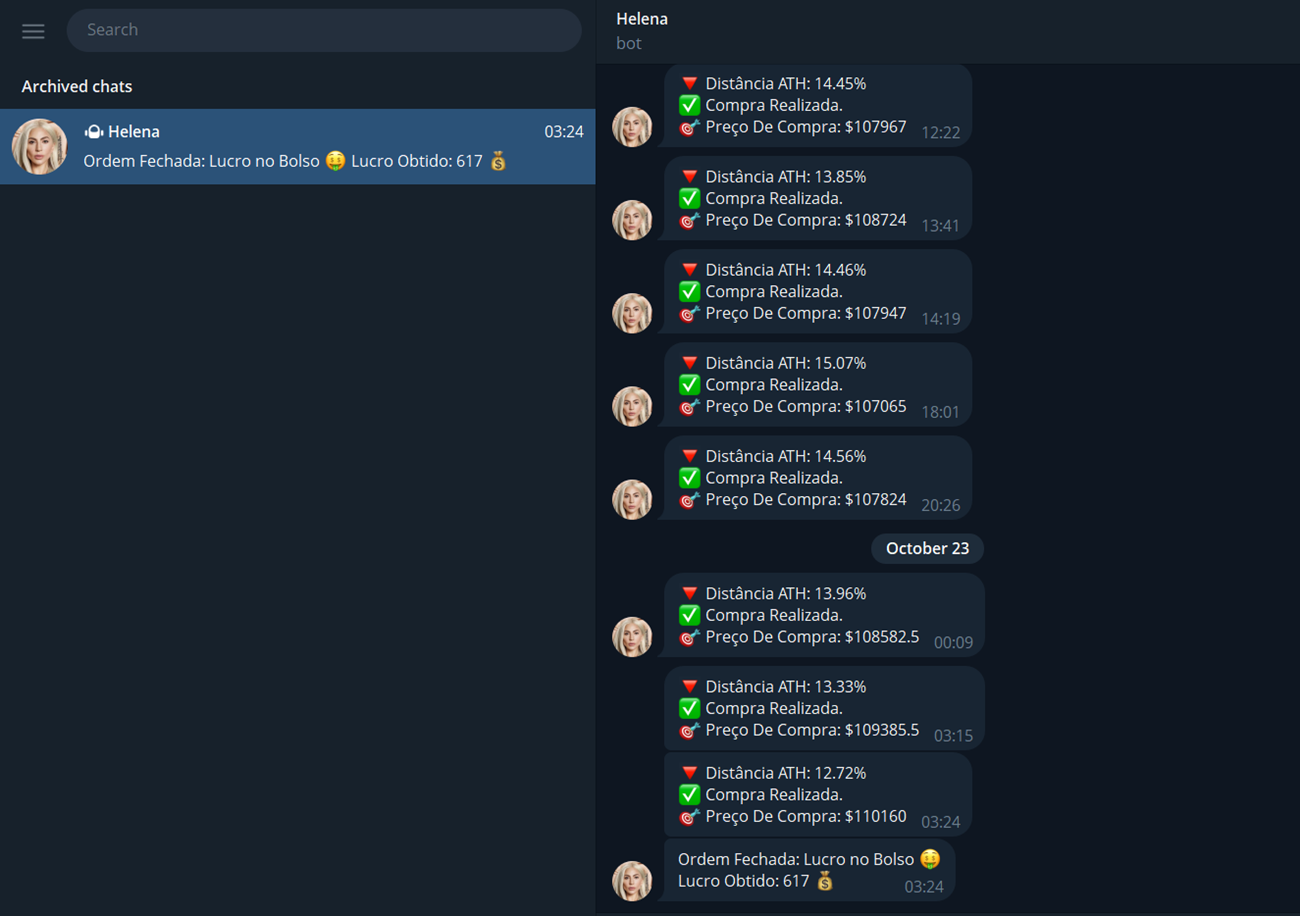 Search
Archived chats
Helena
03:24
Ordem Fechada: Lucro no Bolso 🤑 Lucro Obtido: 617 💰
Helena
bot
🔻 Distância ATH: 14.45%
✅ Compra Realizada.
🎯 Preço De Compra: $107967
12:22
🔻 Distância ATH: 13.85%
✅ Compra Realizada.
🎯 Preço De Compra: $108724
13:41
🔻 Distância ATH: 14.46%
✅ Compra Realizada.
🎯 Preço De Compra: $107947
14:19
🔻 Distância ATH: 15.07%
✅ Compra Realizada.
🎯 Preço De Compra: $107065
18:01
🔻 Distância ATH: 14.56%
✅ Compra Realizada.
🎯 Preço De Compra: $107824
20:26
October 23
🔻 Distância ATH: 13.96%
✅ Compra Realizada.
🎯 Preço De Compra: $108582.5
00:09
🔻 Distância ATH: 13.33%
✅ Compra Realizada.
🎯 Preço De Compra: $109385.5
03:15
🔻 Distância ATH: 12.72%
✅ Compra Realizada.
🎯 Preço De Compra: $110160
03:24
Ordem Fechada: Lucro no Bolso 🤑
Lucro Obtido: 617 💰
03:24